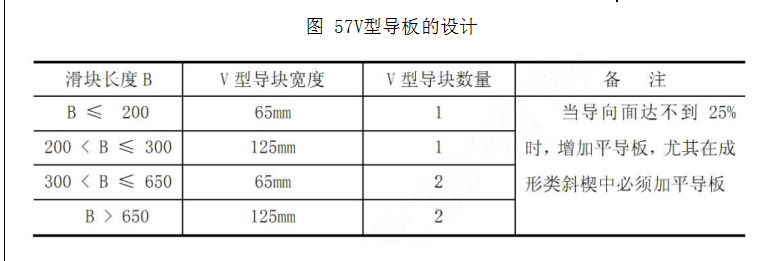 图 57V型导板的设计
滑块长度 B V 型导块宽度 V 型导块数量 备 注
B ≤ 200 65mm 1 当导向面达不到 25%
200 < B ≤ 300 125mm 1 时，增加平导板，尤其在成
300 < B ≤ 650 65mm 2 形类斜楔中必须加平导板
B > 650 125mm 2